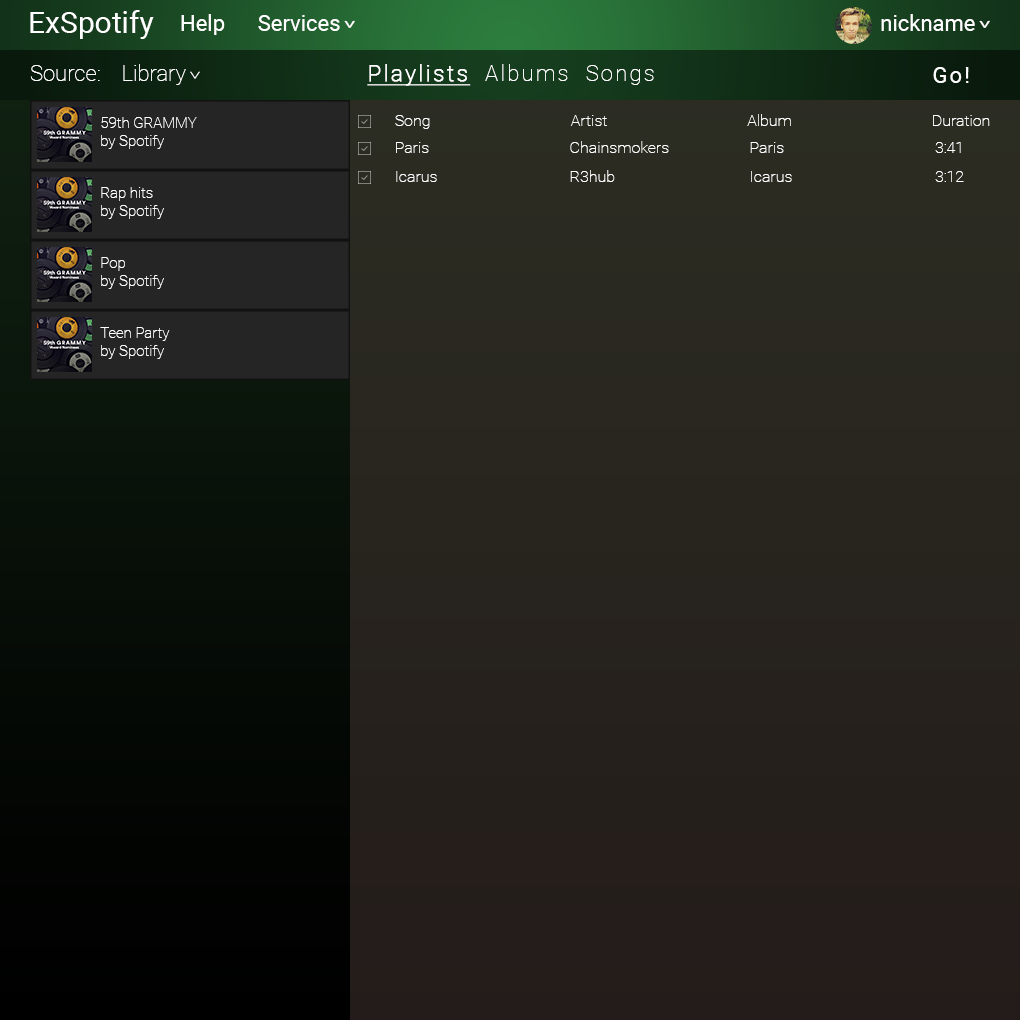 ExSpotify Help Services nickname
Source: Library Playlists Albums Songs Go!
59th GRAMMY
by Spotify
59th GRAMMY
Rap hits
by Spotify
59th GRAMMY
Pop
by Spotify
59th GRAMMY
Teen Party
by Spotify
59th GRAMMY
Song Artist Album Duration
Paris Chainsmokers Paris 3:41
Icarus R3hub Icarus 3:12